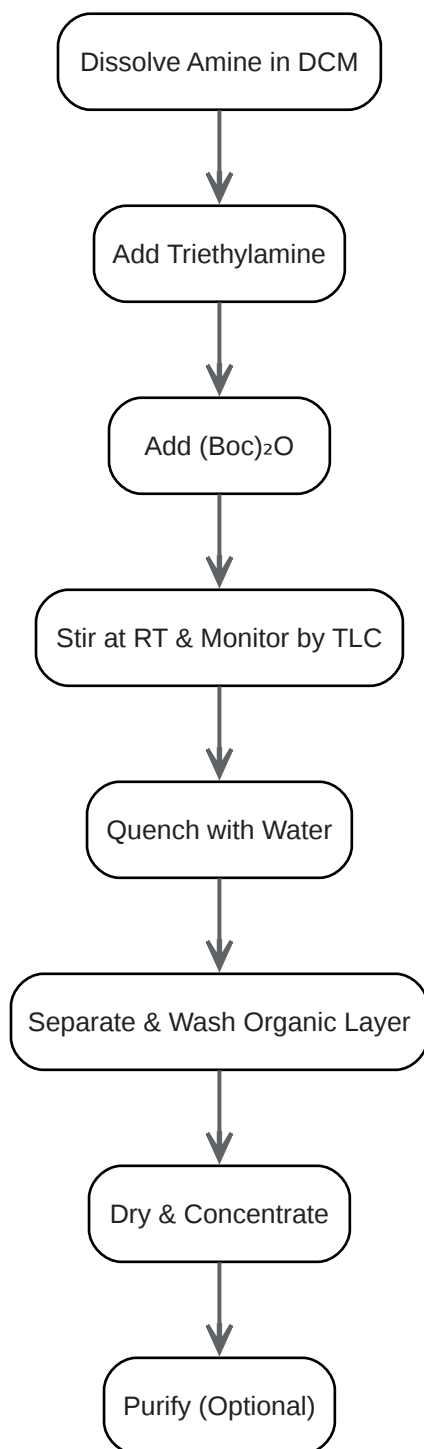 Dissolve Amine in DCM
Add Triethylamine
Add (Boc)₂O
Stir at RT & Monitor by TLC
Quench with Water
Separate & Wash Organic Layer
Dry & Concentrate
Purify (Optional)